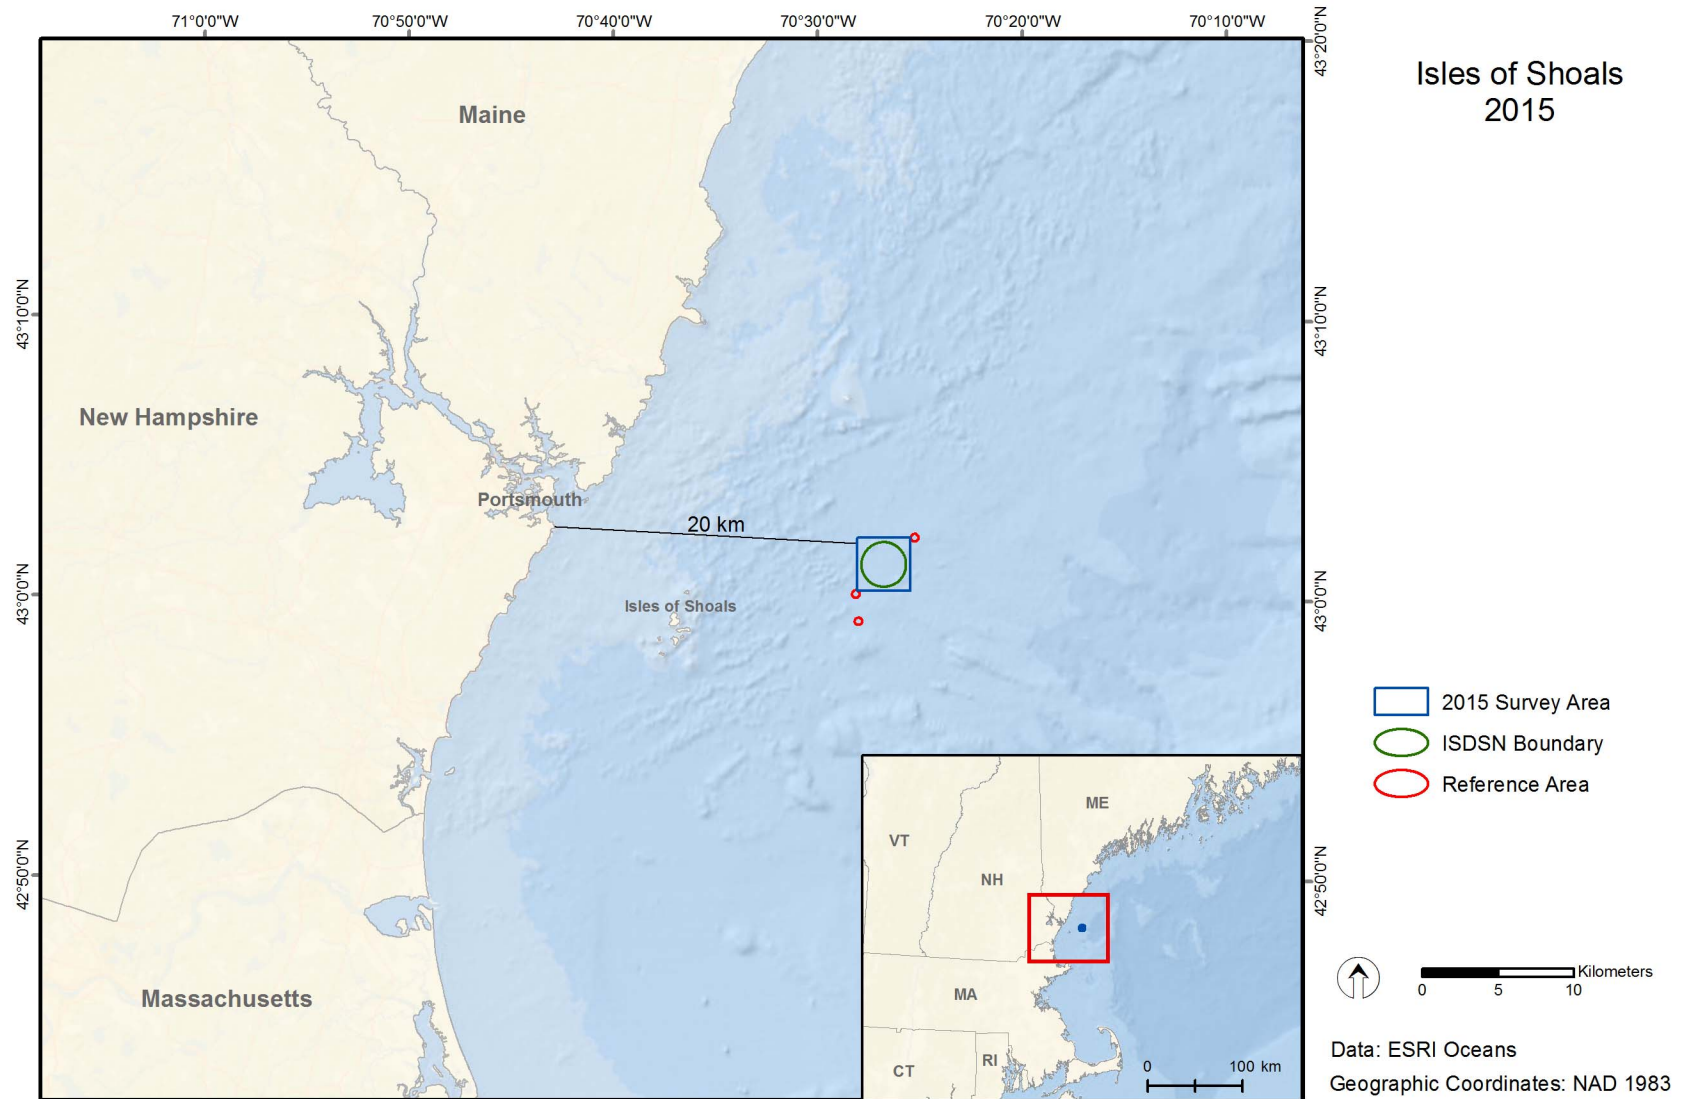 71°0'0"W
70°50'0"W
70°40'0"W
70°30'0"W
70°20'0"W
70°10'0"W
43°20'0"N
Isles of Shoals
2015
Maine
43°10'0"N
43°10'0"N
New Hampshire
Portsmouth
20 km
43°0'0"N
43°0'0"N
Isles of Shoals
2015 Survey Area
ISDSN Boundary
Reference Area
ME
VT
NH
42°50'0"N
42°50'0"N
Massachusetts
MA
Kilometers
0 5 10
CT
RI
0 100 km
Data: ESRI Oceans
Geographic Coordinates: NAD 1983